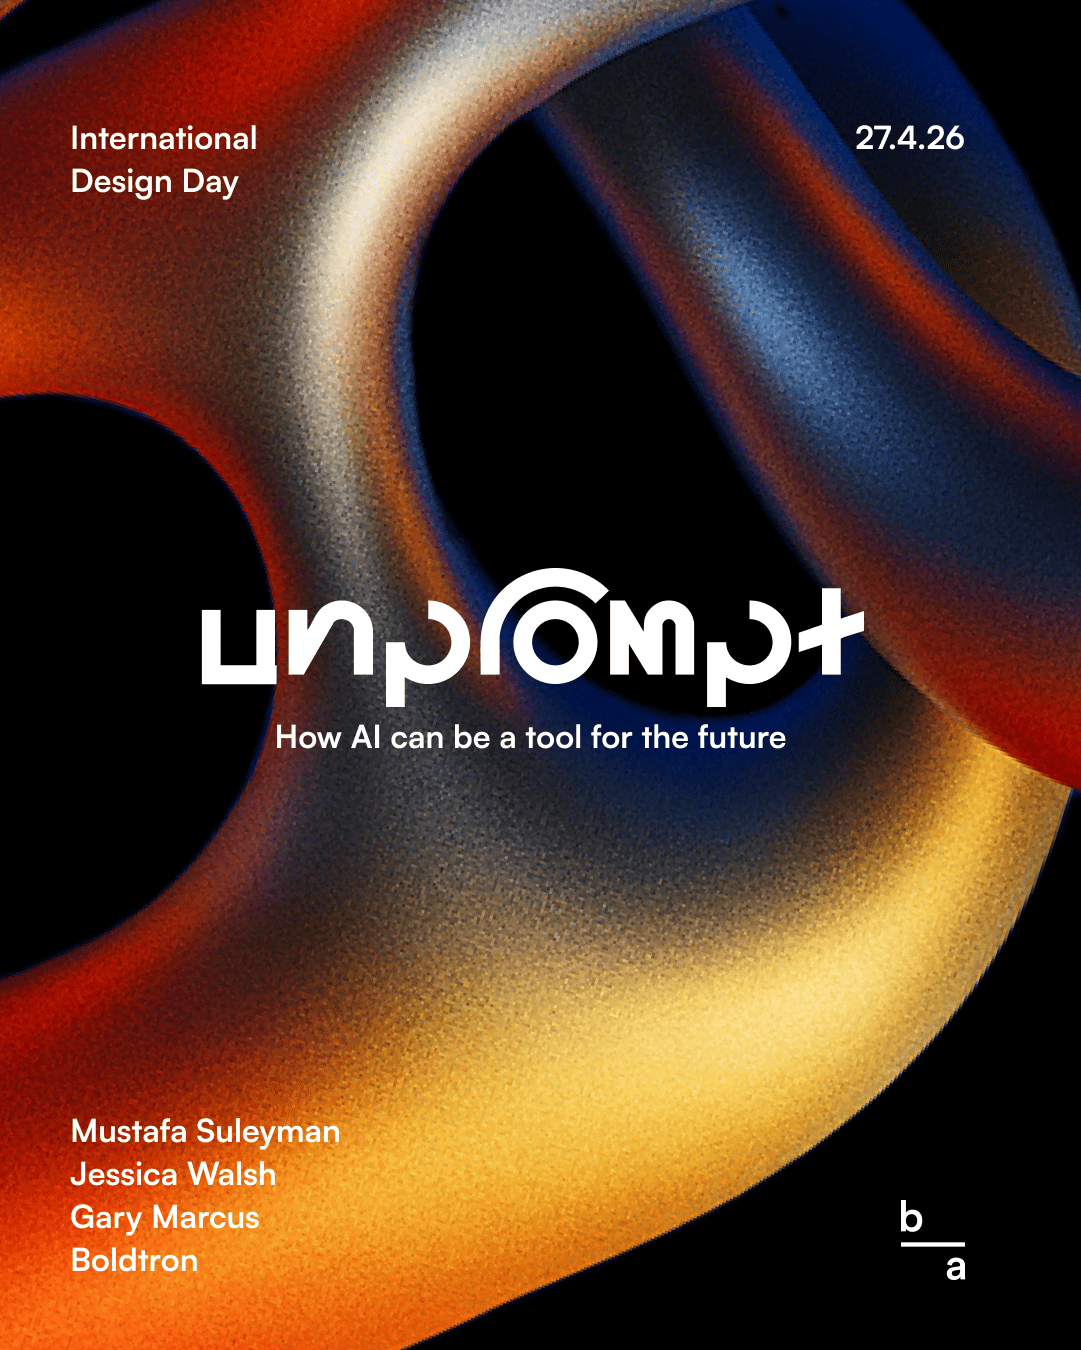 International
Design Day
27.4.26
unprompt
How AI can be a tool for the future
Mustafa Suleyman
Jessica Walsh
Gary Marcus
Boldtron
b
a